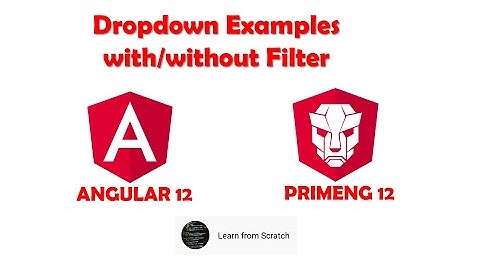 Dropdown Examples
with/without Filter
A
ANGULAR 12
PRIMENG 12
Learn from Scratch